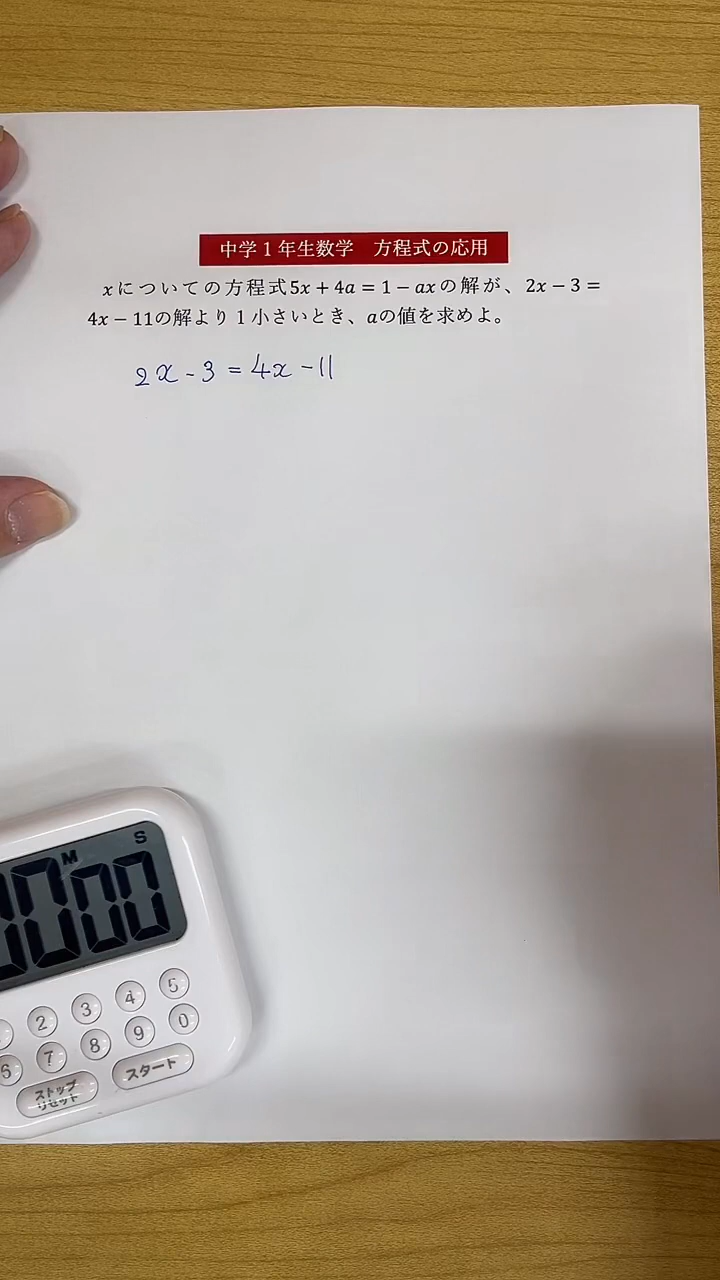 中学1年生数学 方程式の応用
xについての方程式5x + 4a = 1 − axの解が、2x − 3 =
4x − 11の解より1小さいとき、aの値を求めよ。
2x - 3 = 4x - 11
M S
00 00
2 3 4 5
6 7 8 9 0
ストップ スタート
リセット